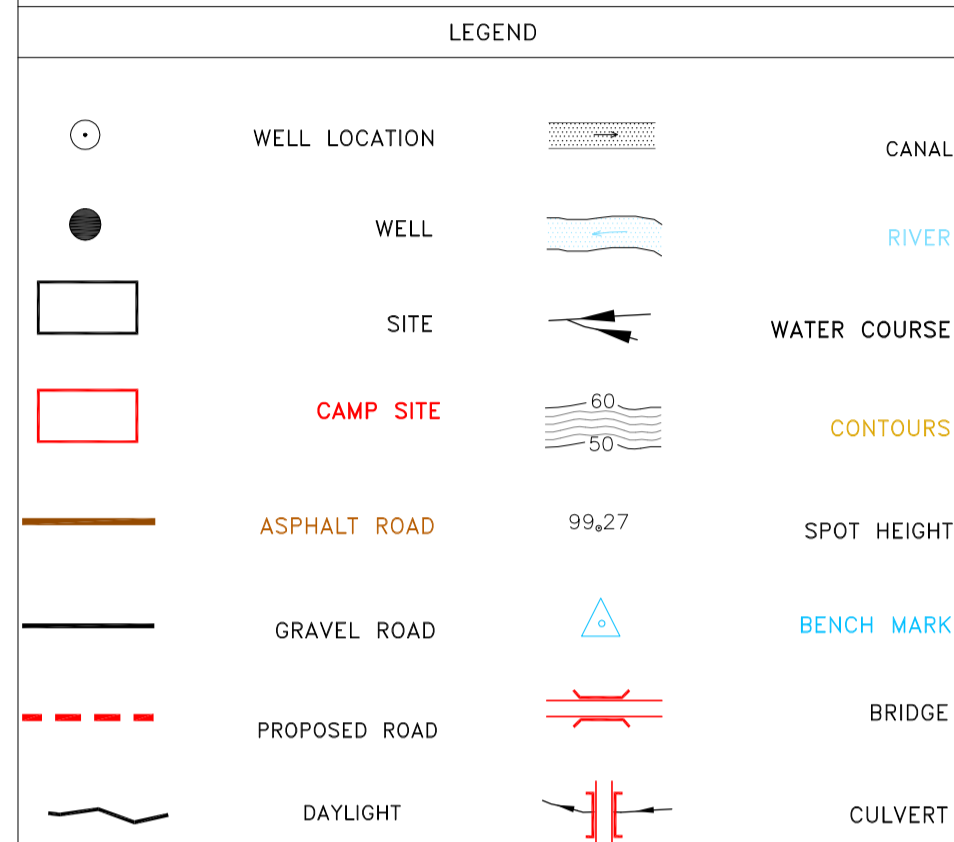 LEGEND
WELL LOCATION
CANAL
WELL
RIVER
SITE
WATER COURSE
CAMP SITE
60
50
CONTOURS
ASPHALT ROAD
99.27
SPOT HEIGHT
GRAVEL ROAD
BENCH MARK
PROPOSED ROAD
BRIDGE
DAYLIGHT
CULVERT